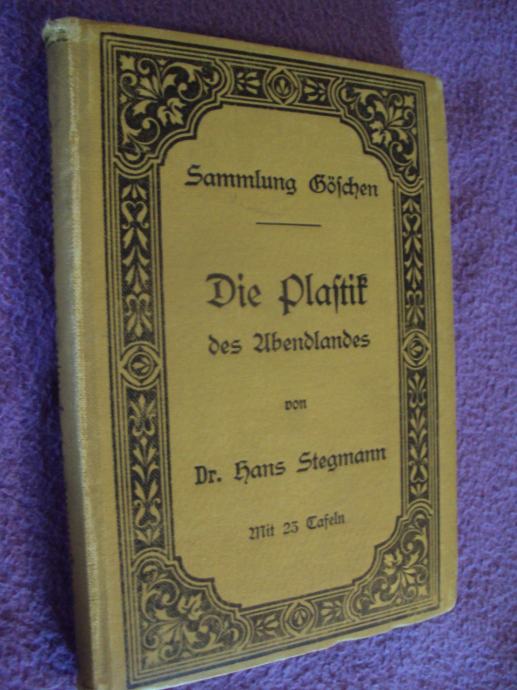 Sammlung Göschen
Die Plastik
des Abendlandes
von
Dr. Hans Stegmann
Mit 23 Tafeln